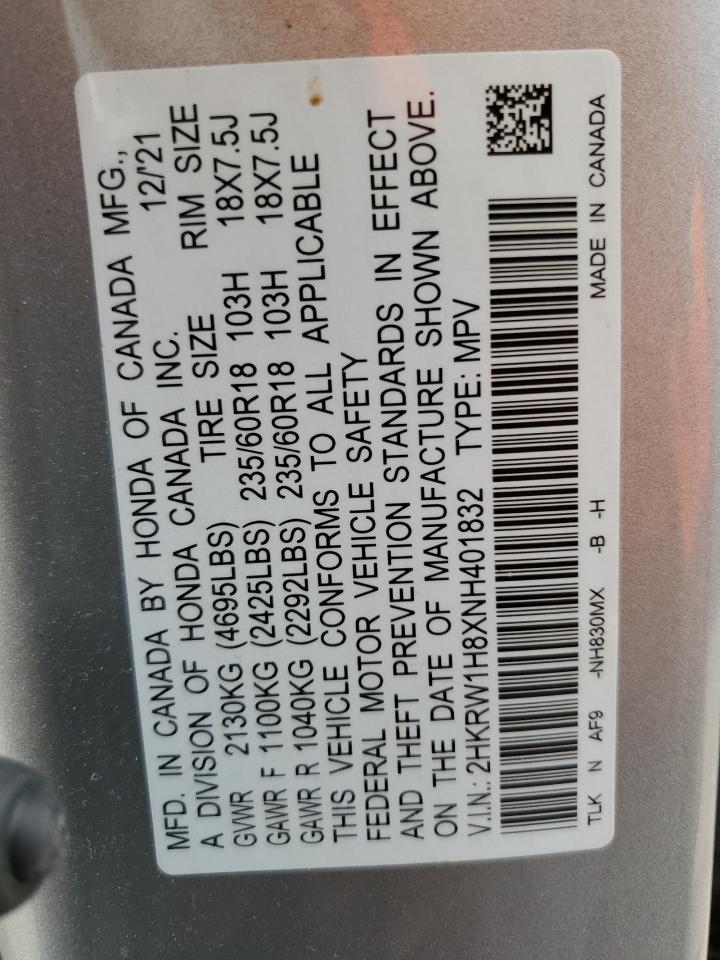 MFD. IN CANADA BY HONDA OF CANADA MFG.,
A DIVISION OF HONDA CANADA INC. 12/'21
GVWR 2130KG (4695LBS) TIRE SIZE RIM SIZE
GAWR F 1100KG (2425LBS) 235/60R18 103H 18X7.5J
GAWR R 1040KG (2292LBS) 235/60R18 103H 18X7.5J
THIS VEHICLE CONFORMS TO ALL APPLICABLE
FEDERAL MOTOR VEHICLE SAFETY
AND THEFT PREVENTION STANDARDS IN EFFECT
ON THE DATE OF MANUFACTURE SHOWN ABOVE.
V.I.N.: 2HKRW1H8XNH401832 TYPE: MPV
TLK N AF9 -NH830MX -B -H MADE IN CANADA